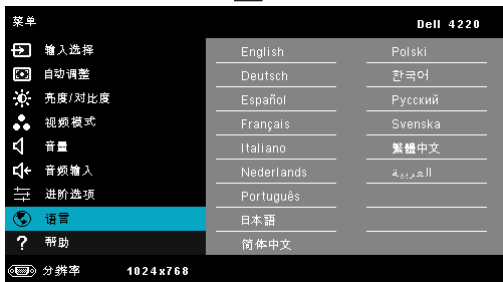 菜单
Dell 4220
输入选择
自动调整
亮度/对比度
视频模式
音量
音频输入
进阶选项
语言
帮助
English
Deutsch
Español
Français
Italiano
Nederlands
Português
日本語
简体中文
Polski
한국어
Русский
Svenska
繁體中文
العربية
分辨率 1024x768